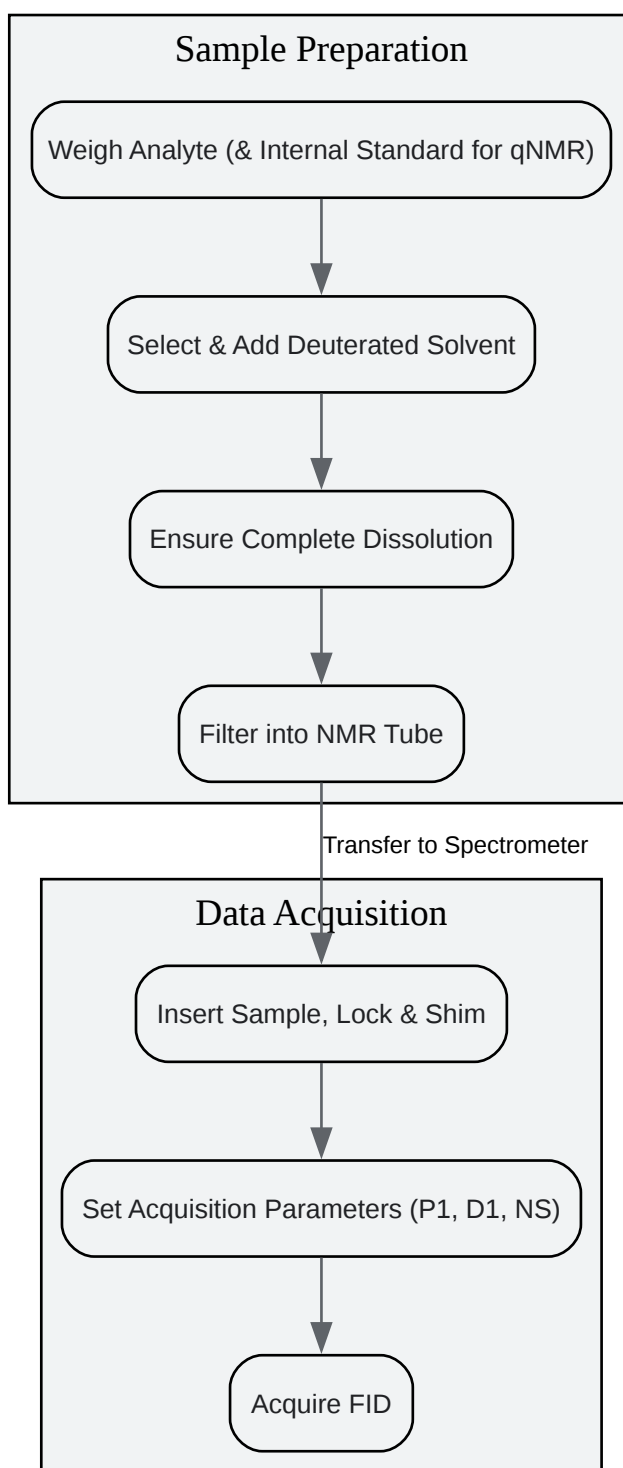 Sample Preparation
Weigh Analyte (& Internal Standard for qNMR)
Select & Add Deuterated Solvent
Ensure Complete Dissolution
Filter into NMR Tube
Transfer to Spectrometer
Data Acquisition
Insert Sample, Lock & Shim
Set Acquisition Parameters (P1, D1, NS)
Acquire FID